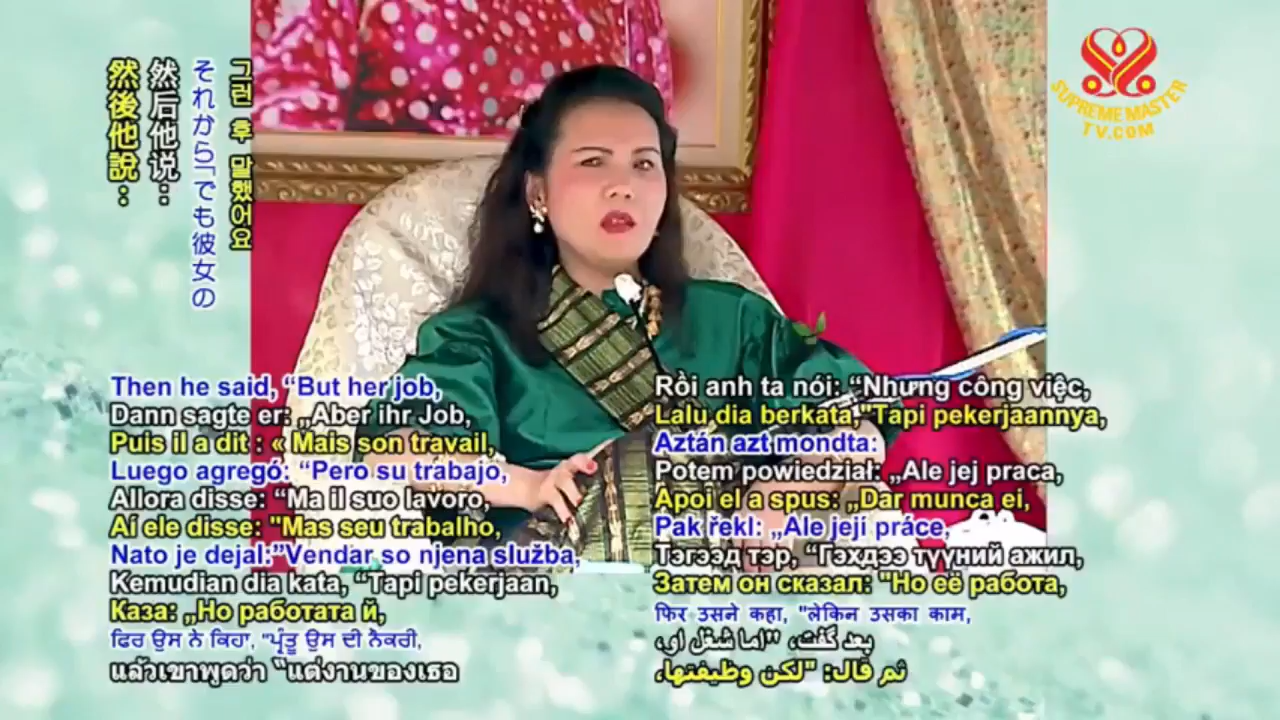 然後他說：
然后他说：
それから「でも彼女の
그런 후 말했어요
SUPREME MASTER
TV.COM
Then he said, “But her job,
Dann sagte er: „Aber ihr Job,
Puis il a dit : « Mais son travail,
Luego agregó: “Pero su trabajo,
Allora disse: “Ma il suo lavoro,
Aí ele disse: "Mas seu trabalho,
Nato je dejal:”Vendar so njena služba,
Kemudian dia kata, “Tapi pekerjaan,
Каза: „Но работата й,
ਫਿਰ ਉਸ ਨੇ ਕਿਹਾ, "ਪ੍ਰੰਤੂ ਉਸ ਦੀ ਨੌਕਰੀ,
แล้วเขาพูดว่า “แต่งานของเธอ
Rồi anh ta nói: “Nhưng công việc,
Lalu dia berkata,"Tapi pekerjaannya,
Aztán azt mondta:
Potem powiedział: „Ale jej praca,
Apoi el a spus: „Dar munca ei,
Pak řekl: „Ale její práce,
Тэгээд тэр, “Гэхдээ түүний ажил,
Затем он сказал: "Но её работа,
फिर उसने कहा, "लेकिन उसका काम,
بعد گفت، ”اما شغل او،
ثم قال: "لكن وظيفتها،